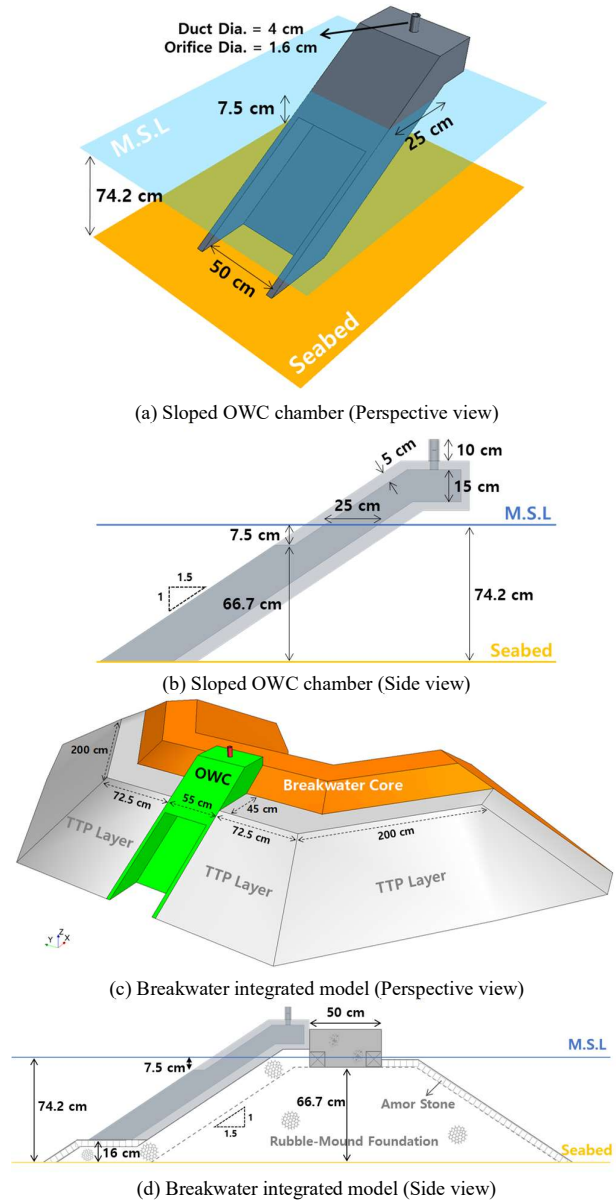 Duct Dia. = 4 cm
Orifice Dia. = 1.6 cm
7.5 cm
25 cm
M.S.L
74.2 cm
50 cm
Seabed
(a) Sloped OWC chamber (Perspective view)
10 cm
5 cm
15 cm
25 cm
M.S.L
7.5 cm
1.5
1
66.7 cm
74.2 cm
Seabed
(b) Sloped OWC chamber (Side view)
200 cm
OWC
Breakwater Core
72.5 cm
55 cm
45 cm
72.5 cm
200 cm
TTP Layer
TTP Layer
TTP Layer
Z
Y
X
(c) Breakwater integrated model (Perspective view)
50 cm
M.S.L
7.5 cm
74.2 cm
1
1.5
66.7 cm
Amor Stone
16 cm
Rubble-Mound Foundation
Seabed
(d) Breakwater integrated model (Side view)